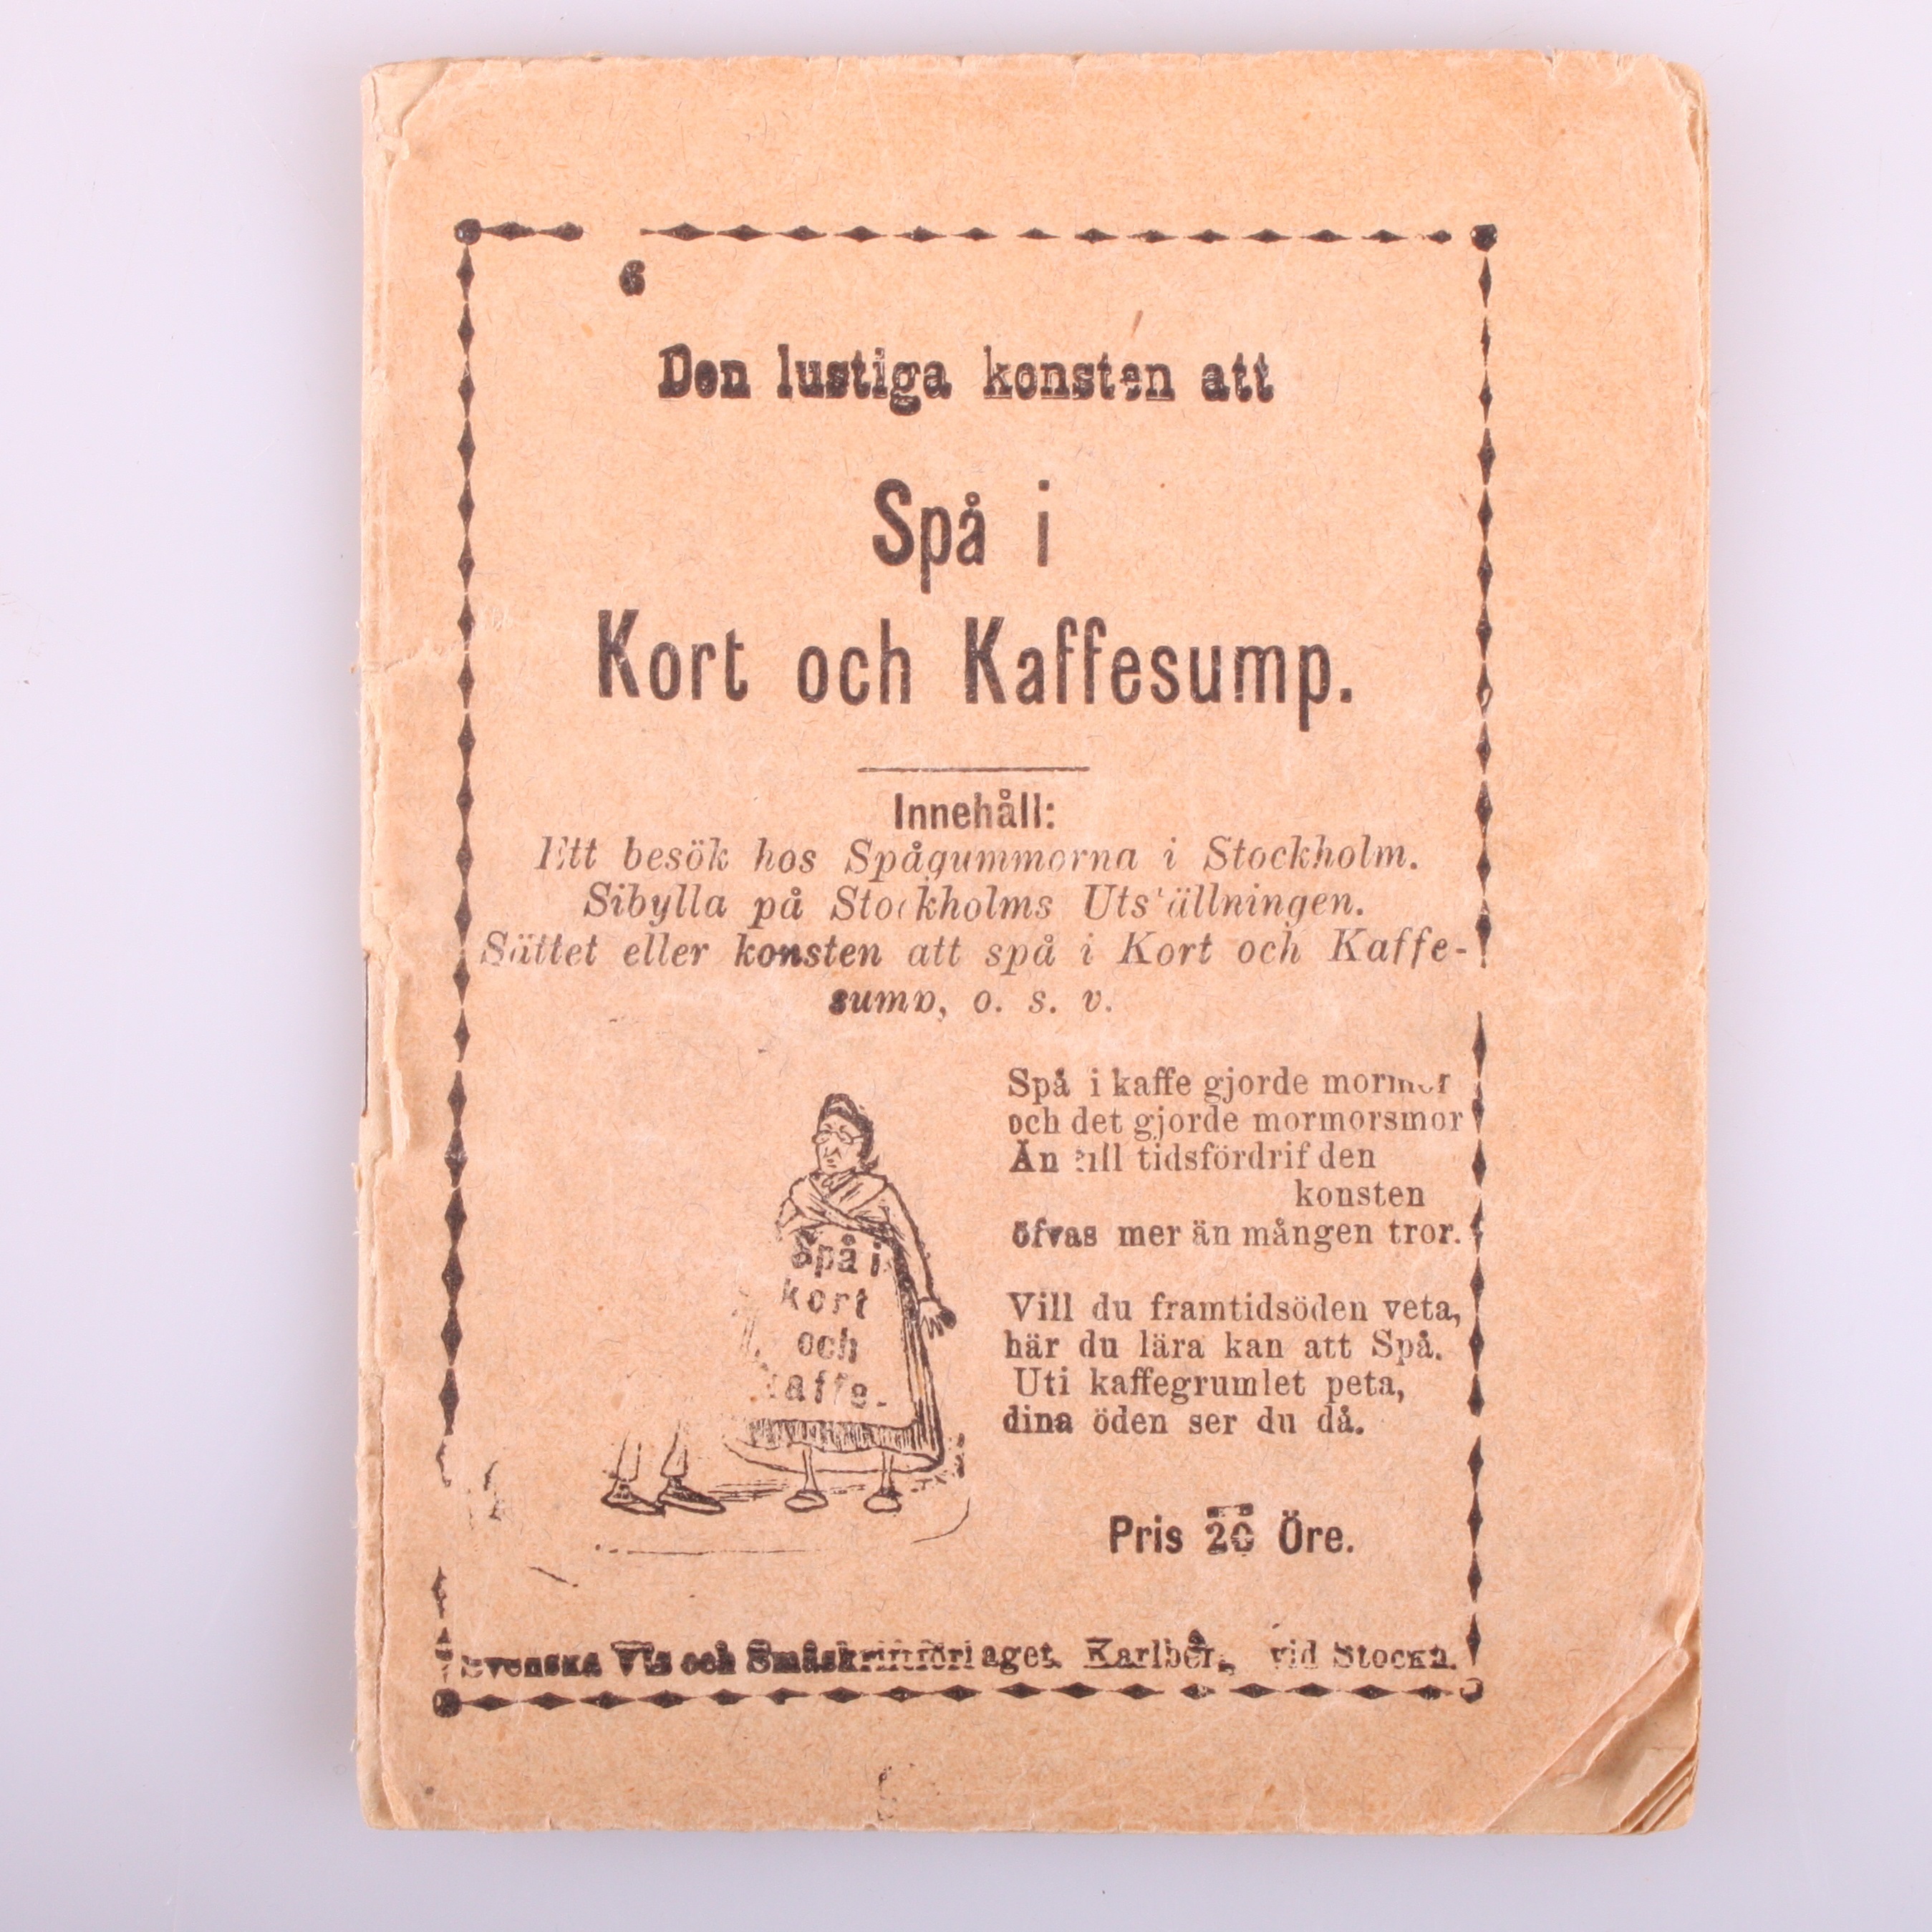 6
Den lustiga konsten att
Spå i
Kort och Kaffesump.
Innehåll:
Ett besök hos Spågummorna i Stockholm.
Sibylla på Stockholms Utställningen.
Sättet eller konsten att spå i Kort och Kaffe-
sump, o. s. v.
Spå i kaffe gjorde mormor
och det gjorde mormorsmor
Än till tidsfördrif den
konsten
öfvas mer än mången tror.
Vill du framtidsöden veta,
här du lära kan att Spå.
Uti kaffegrumlet peta,
dina öden ser du då.
Spå i
kort
och
kaffe.
Pris 20 Öre.
Svenska Vis och Småskriftförlaget. Karlberg vid Stockh.